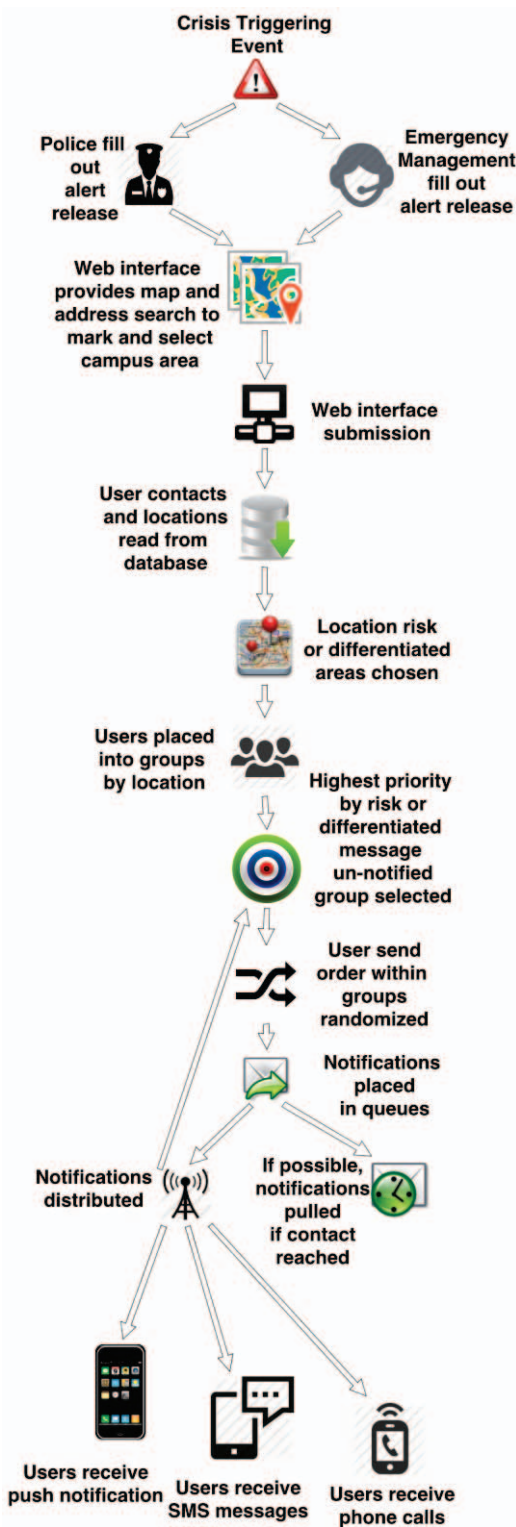 Crisis Triggering
Event
Police fill
out
alert
release
Emergency
Management
fill out
alert release
Web interface
provides map and
address search to
mark and select
campus area
Web interface
submission
User contacts
and locations
read from
database
Location risk
or differentiated
areas chosen
Users placed
into groups
by location
Highest priority
by risk or
differentiated
message
un-notified
group selected
User send
order within
groups
randomized
Notifications
placed
in queues
Notifications
distributed
If possible,
notifications
pulled
if contact
reached
Users receive
push notification
Users receive
SMS messages
Users receive
phone calls